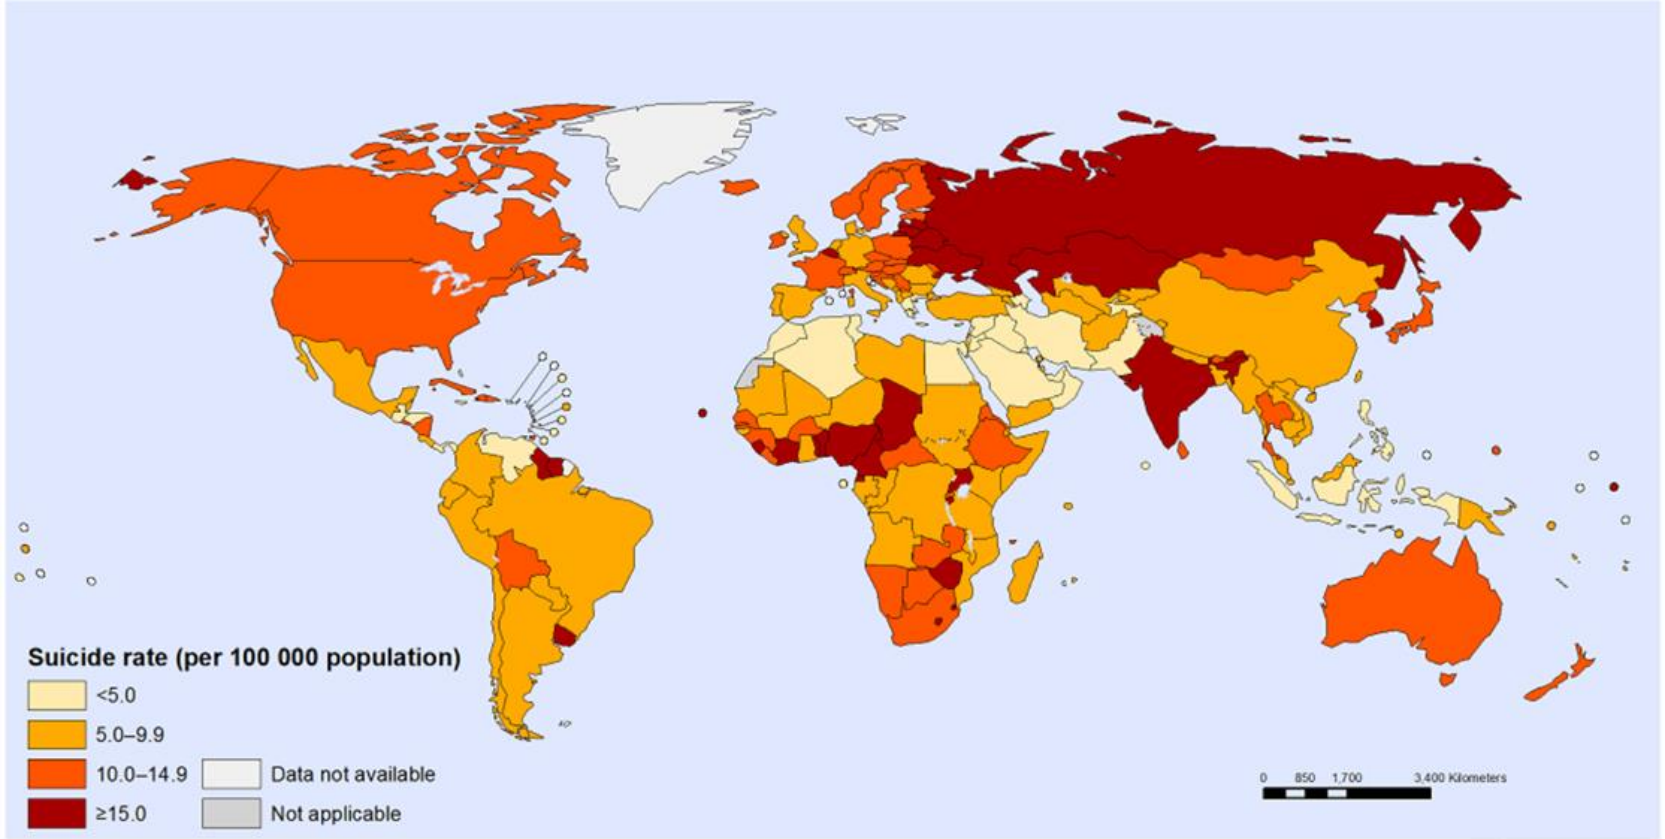 Suicide rate (per 100 000 population)
<5.0
5.0–9.9
10.0–14.9
≥15.0
Data not available
Not applicable
0 850 1,700 3,400 Kilometers